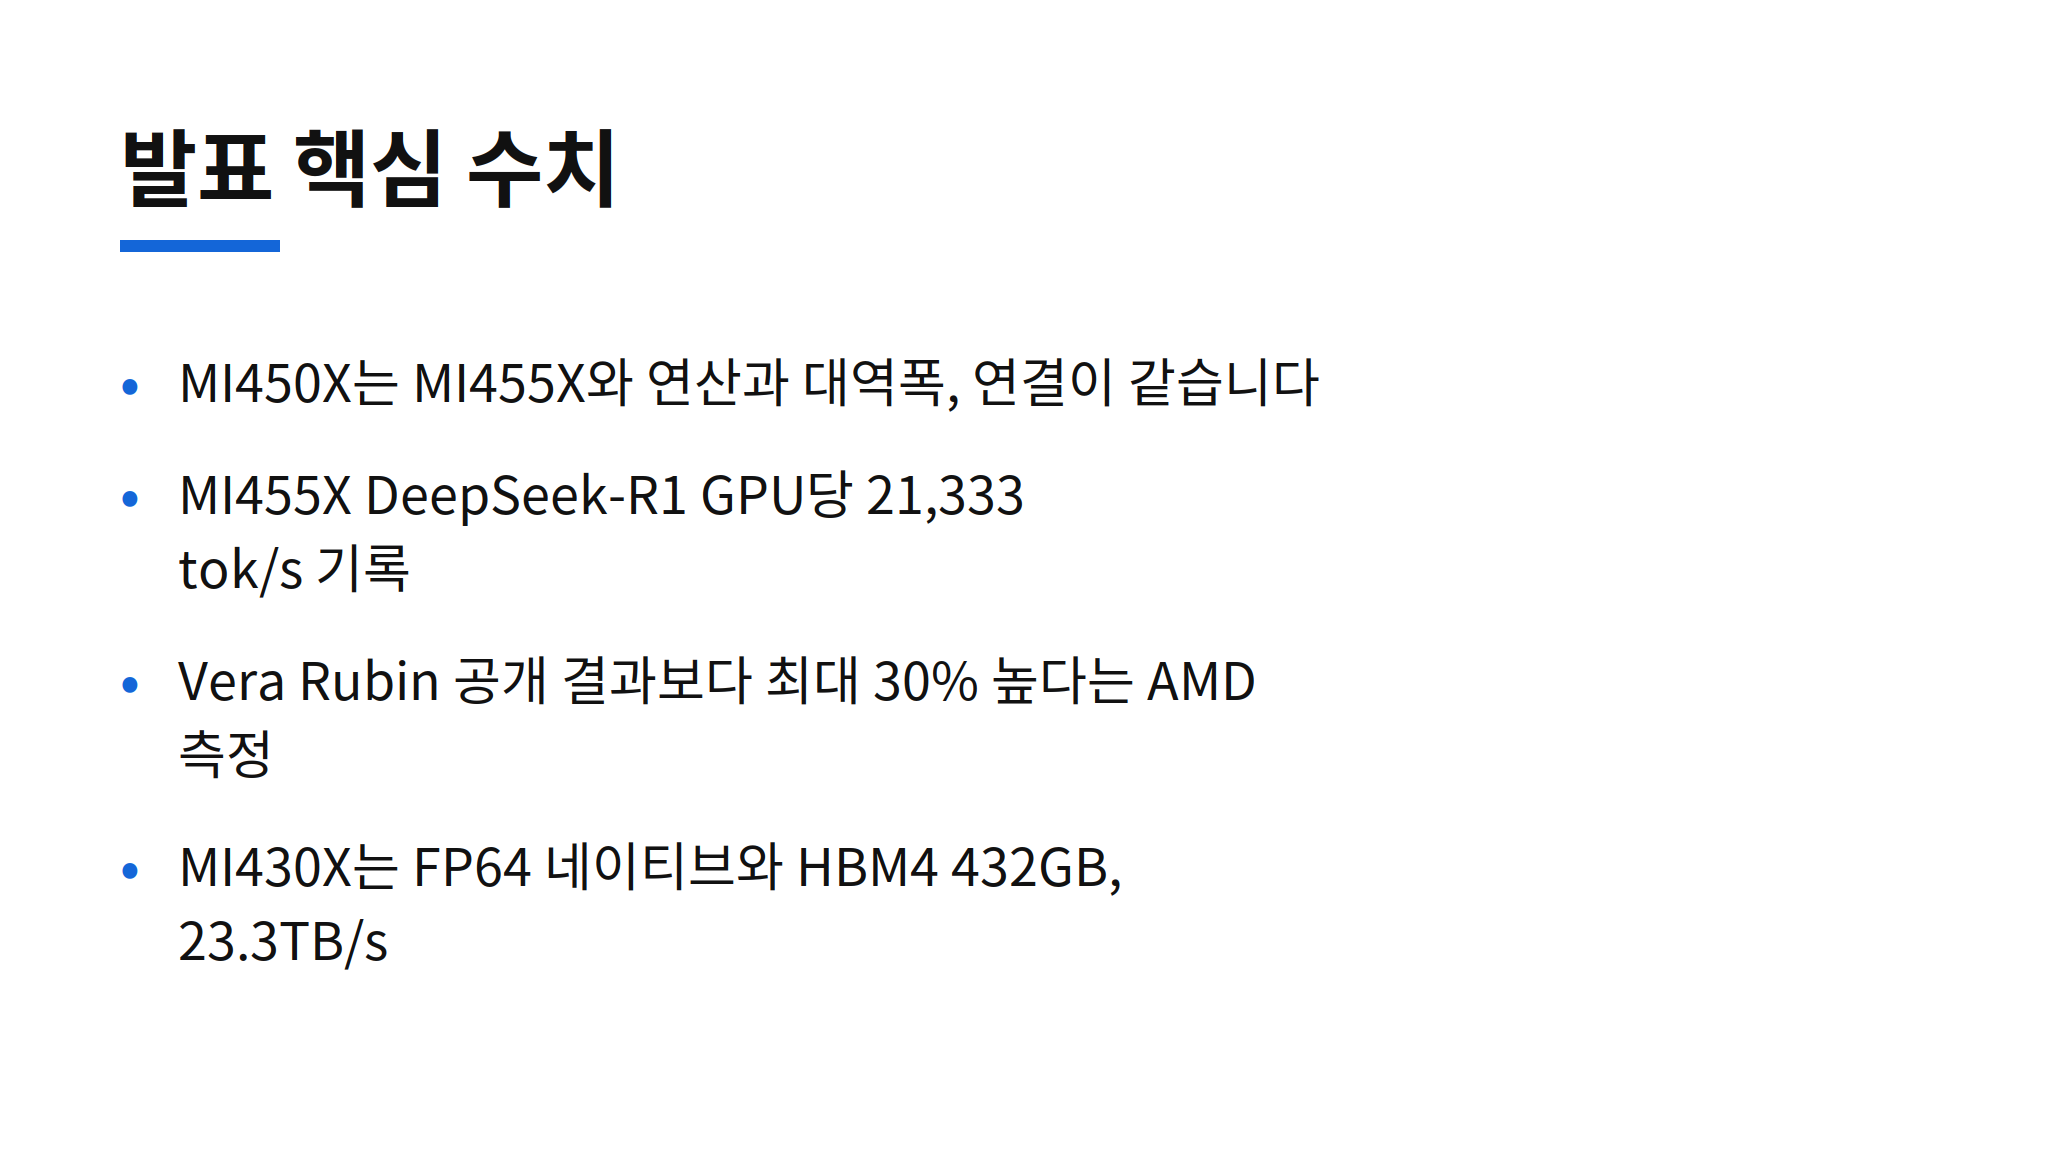 발표 핵심 수치
• MI450X는 MI455X와 연산과 대역폭, 연결이 같습니다
• MI455X DeepSeek-R1 GPU당 21,333
tok/s 기록
• Vera Rubin 공개 결과보다 최대 30% 높다는 AMD
측정
• MI430X는 FP64 네이티브와 HBM4 432GB,
23.3TB/s